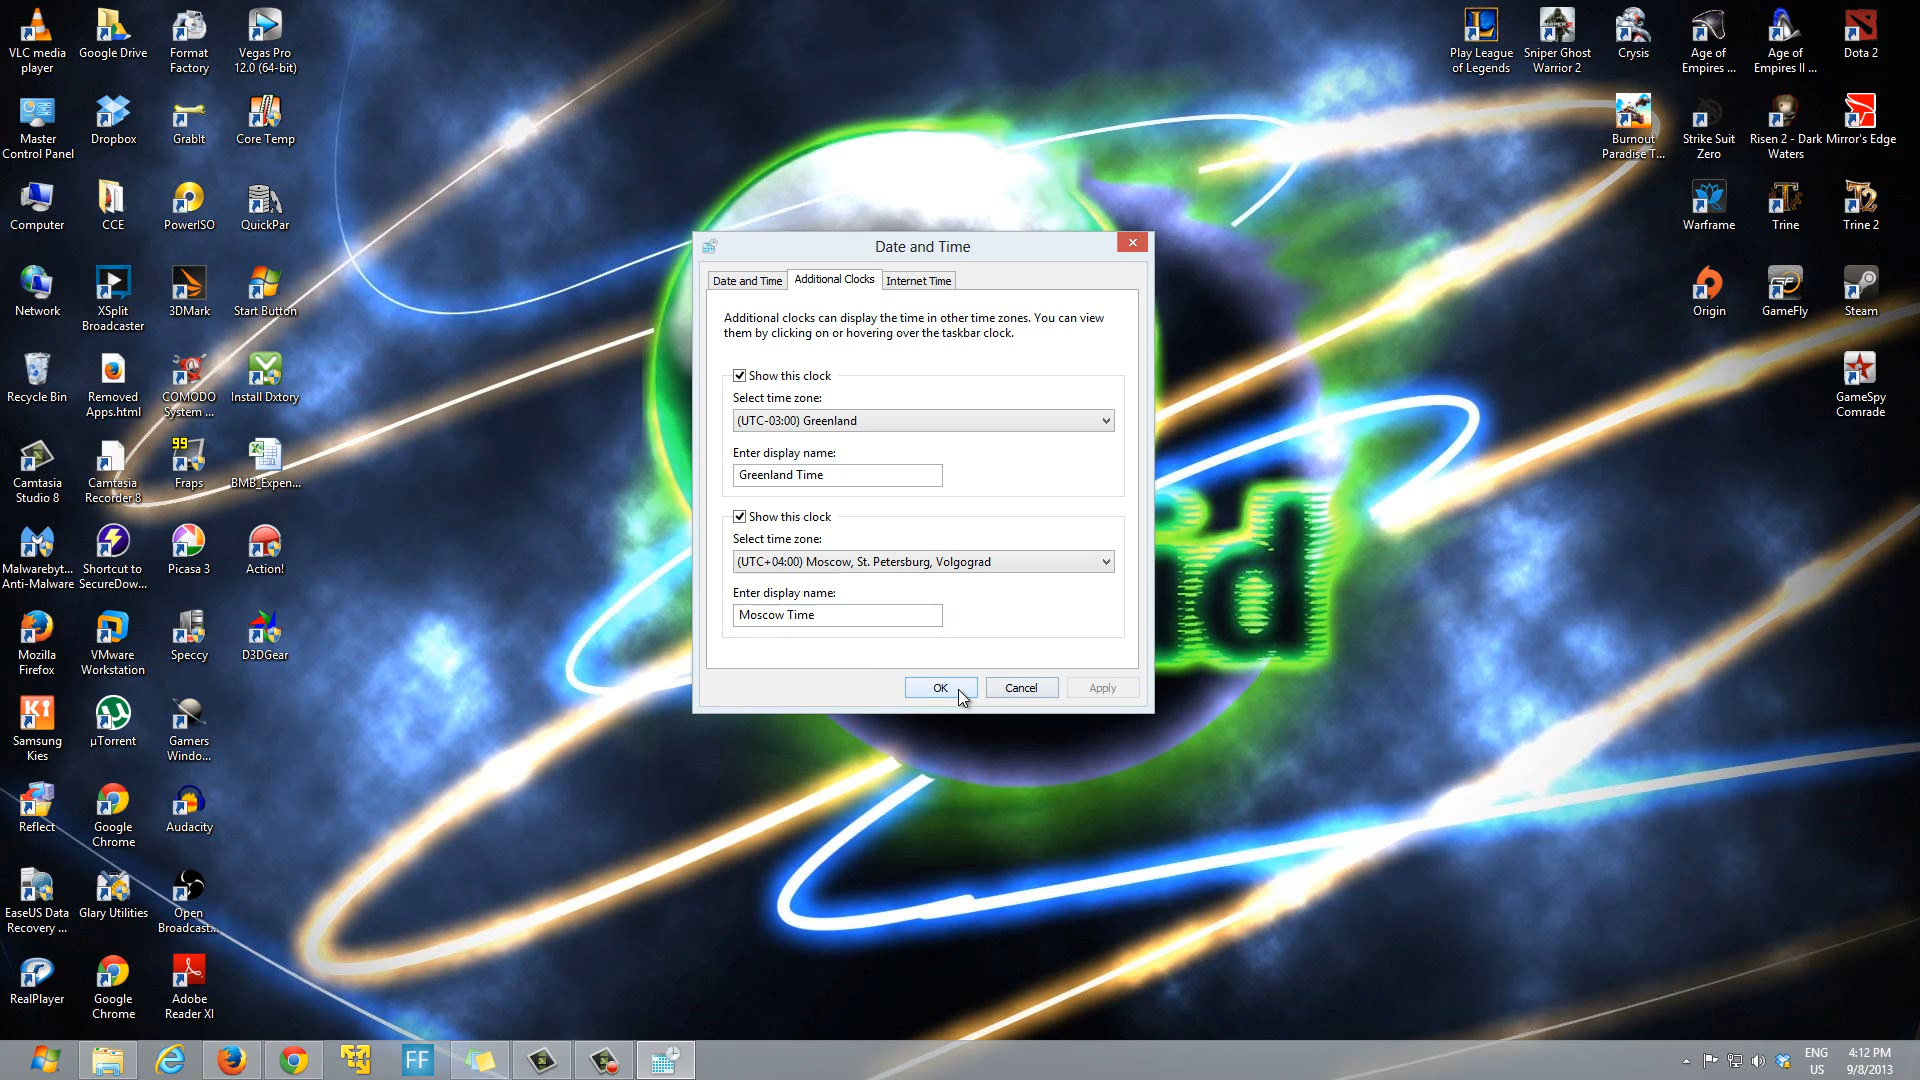 VLC media
player
Google Drive
Format
Factory
Vegas Pro
12.0 (64-bit)
Master
Control Panel
Dropbox
GrabIt
Core Temp
Computer
CCE
PowerISO
QuickPar
Network
XSplit
Broadcaster
3DMark
Start Button
Recycle Bin
Removed
Apps.html
COMODO
System ...
Install Dxtory
Camtasia
Studio 8
Camtasia
Recorder 8
99
Fraps
BMB_Expen...
Malwarebyt...
Anti-Malware
Shortcut to
SecureDow...
Picasa 3
Action!
Mozilla
Firefox
VMware
Workstation
Speccy
D3DGear
Samsung
Kies
µTorrent
Gamers
Windo...
Reflect
Google
Chrome
Audacity
EaseUS Data
Recovery ...
Glary Utilities
Open
Broadcast...
RealPlayer
Google
Chrome
Adobe
Reader XI
Play League
of Legends
Sniper Ghost
Warrior 2
Crysis
Age of
Empires ...
Age of
Empires II ...
Dota 2
Burnout
Paradise T...
Strike Suit
Zero
Risen 2 - Dark
Waters
Mirror's Edge
Warframe
Trine
Trine 2
Origin
GameFly
Steam
GameSpy
Comrade
Date and Time
Date and Time
Additional Clocks
Internet Time
Additional clocks can display the time in other time zones. You can view
them by clicking on or hovering over the taskbar clock.
Show this clock
Select time zone:
(UTC-03:00) Greenland
Enter display name:
Greenland Time
Show this clock
Select time zone:
(UTC+04:00) Moscow, St. Petersburg, Volgograd
Enter display name:
Moscow Time
OK
Cancel
Apply
FF
ENG
US
4:12 PM
9/8/2013